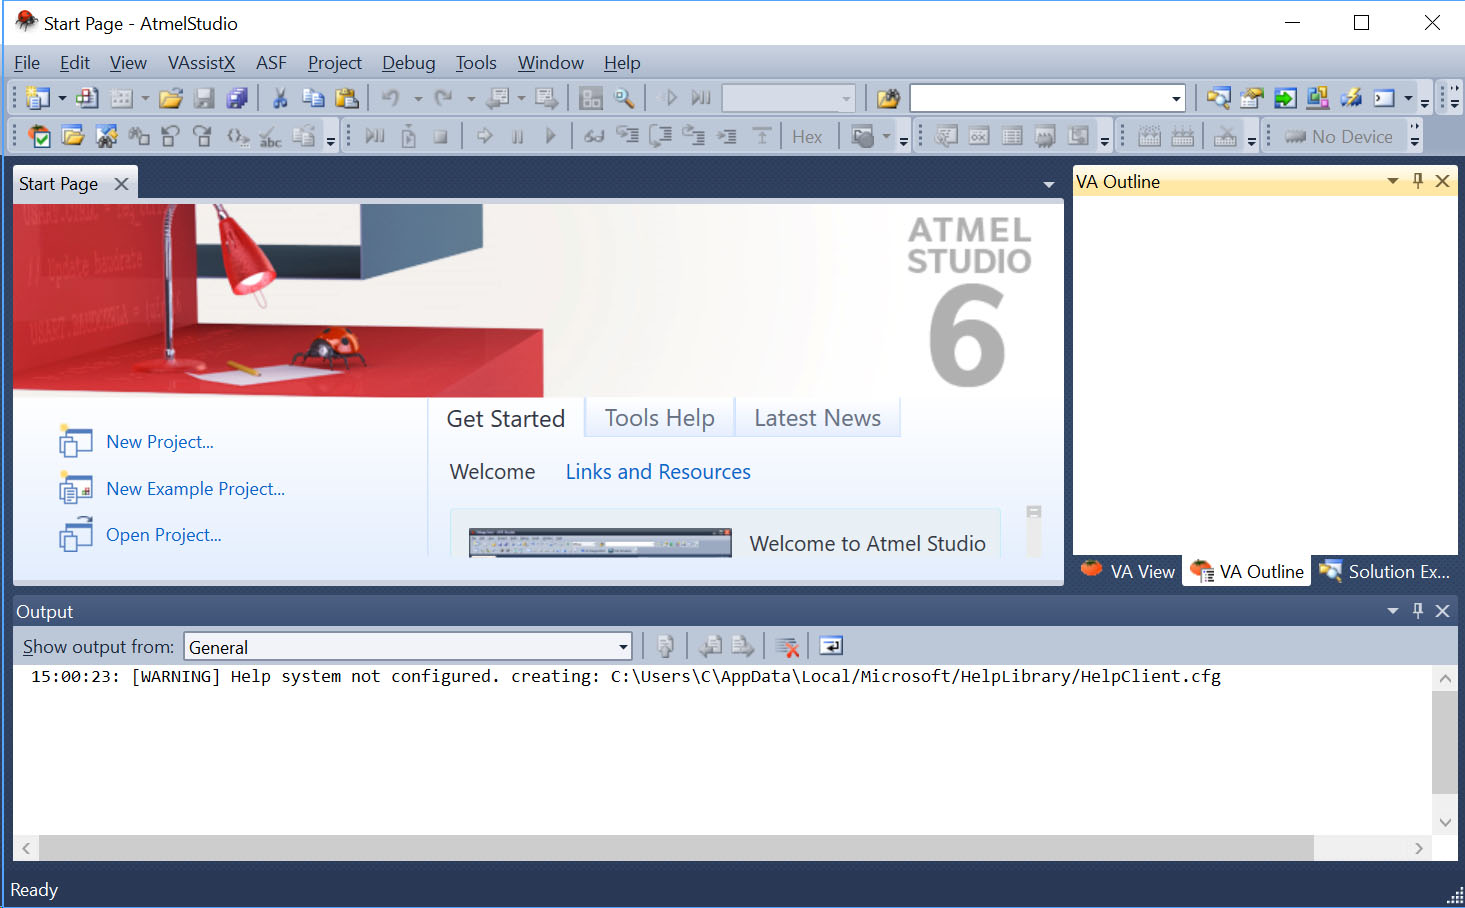 Start Page - AtmelStudio
File Edit View VAssistX ASF Project Debug Tools Window Help
Hex
No Device
Start Page
VA Outline
// Update baudrate
ATMEL
STUDIO
6
Get Started Tools Help Latest News
New Project...
Welcome Links and Resources
New Example Project...
Open Project...
Welcome to Atmel Studio
VA View VA Outline Solution Ex...
Output
Show output from: General
15:00:23: [WARNING] Help system not configured. creating: C:\Users\C\AppData\Local/Microsoft/HelpLibrary/HelpClient.cfg
Ready